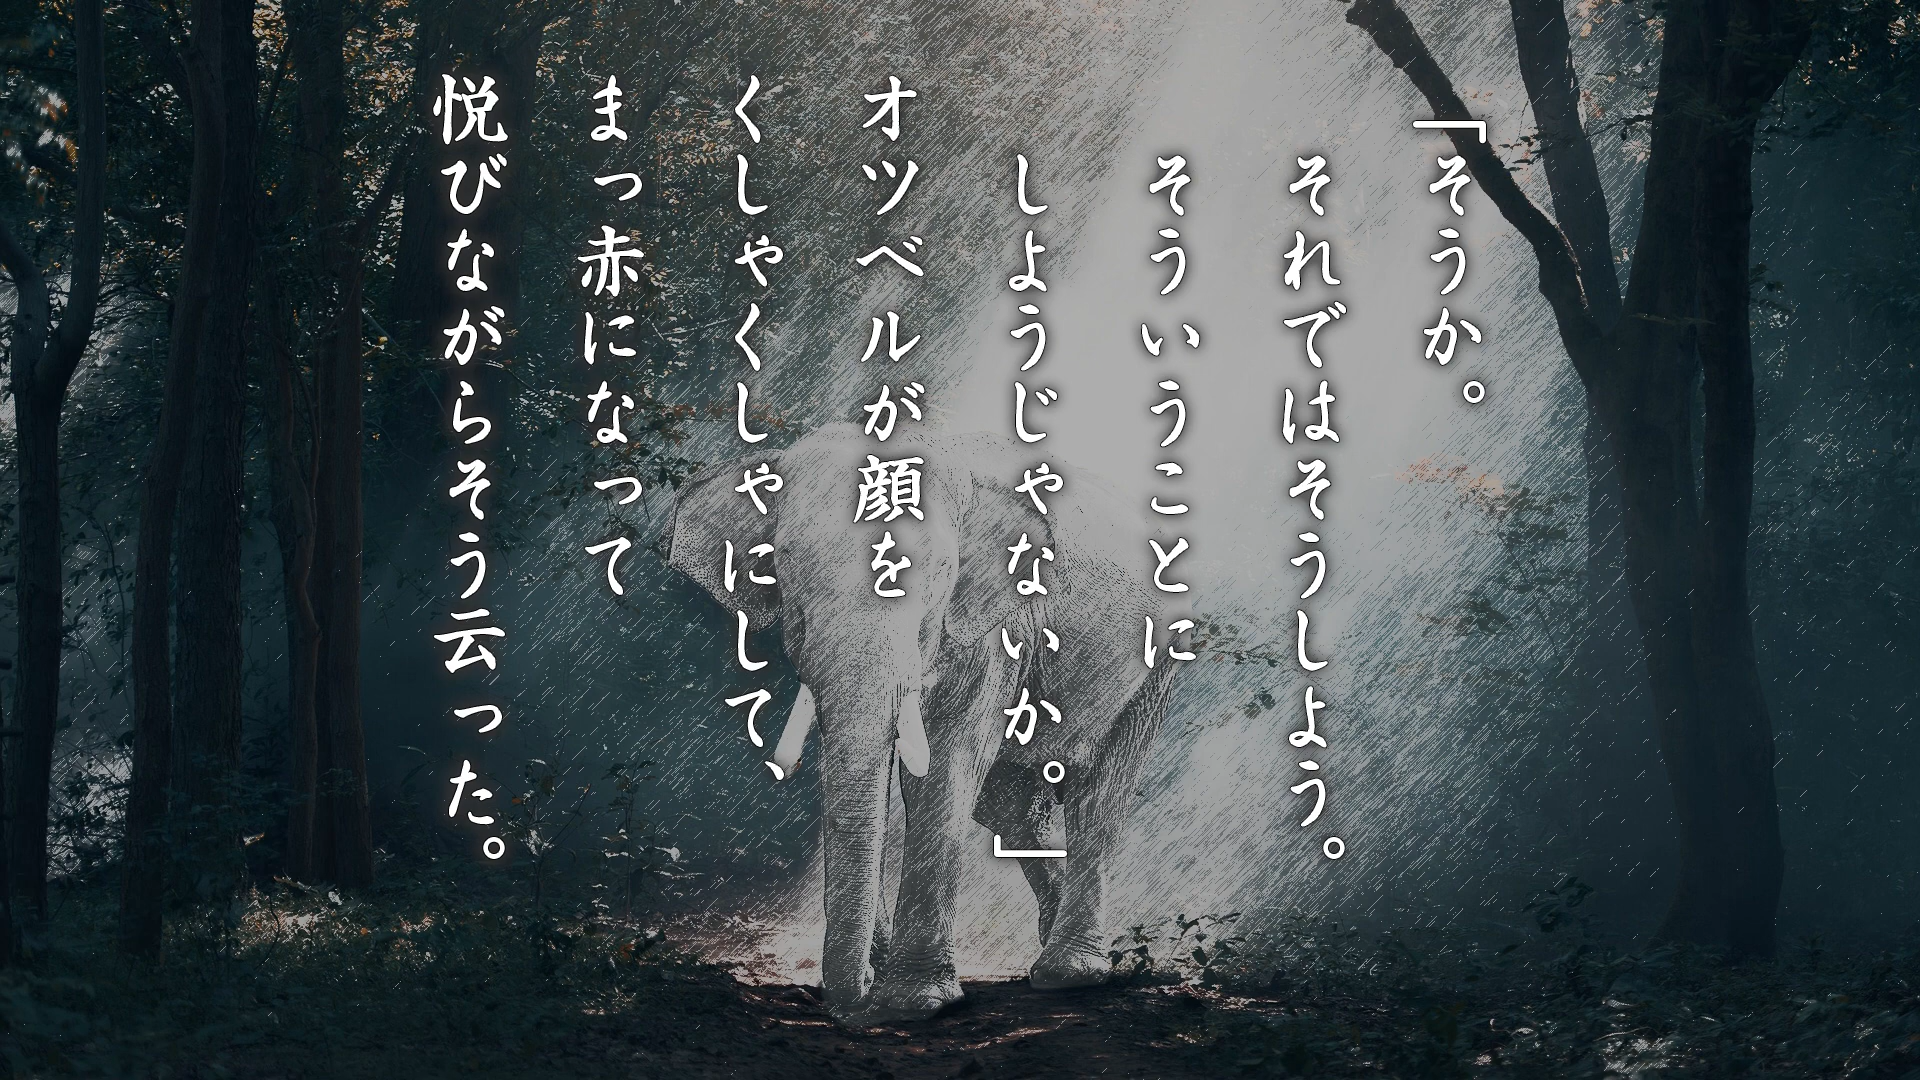 「そうか。
それではそうしよう。
そういうことに
しようじゃないか。」
オツベルが顔を
くしゃくしゃにして、
まっ赤になって
悦びながらそう云った。